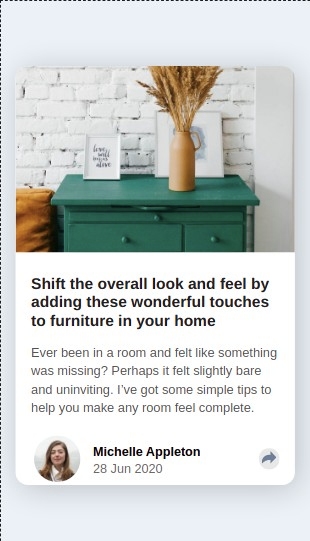 love
will
Shift the overall look and feel by
adding these wonderful touches
to furniture in your home
Ever been in a room and felt like something
was missing? Perhaps it felt slightly bare
and uninviting. I’ve got some simple tips to
help you make any room feel complete.
Michelle Appleton
28 Jun 2020